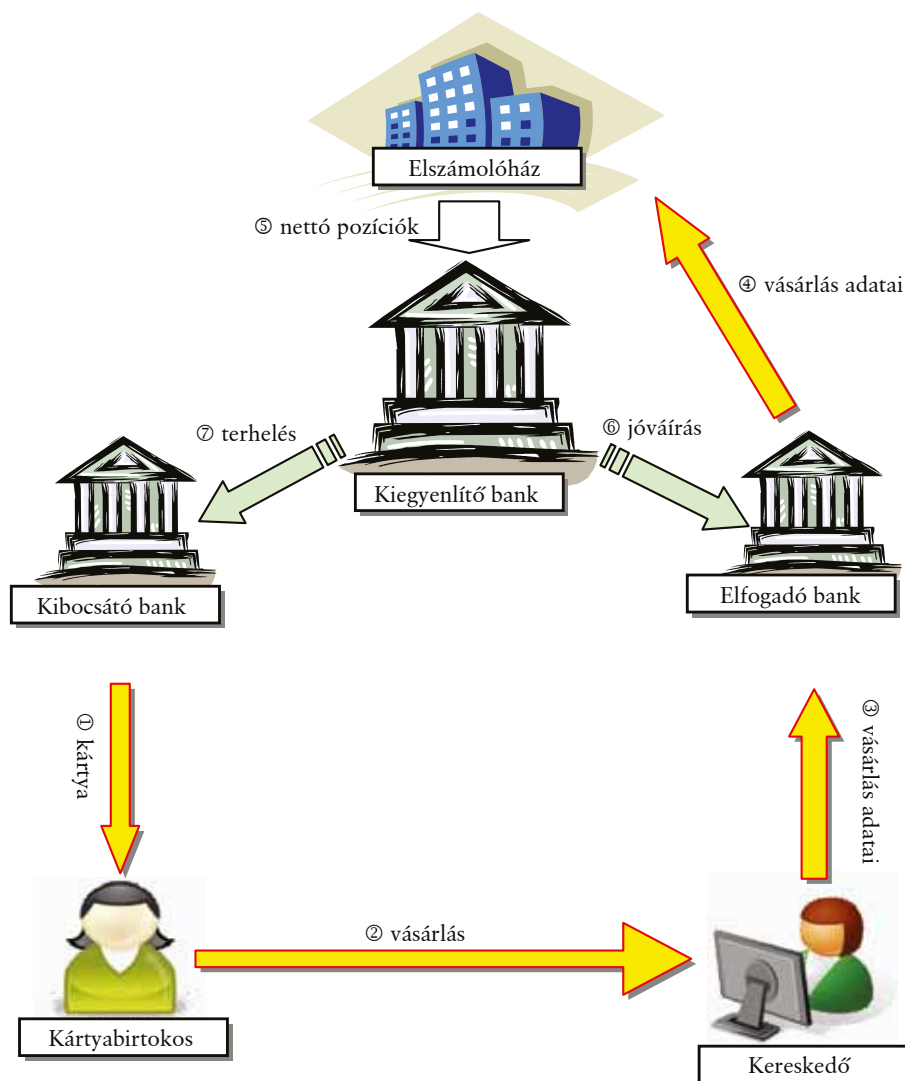 Elszámolóház
⑤ nettó pozíciók
④ vásárlás adatai
⑦ terhelés
⑥ jóváírás
Kiegyenlítő bank
Kibocsátó bank
Elfogadó bank
① kártya
③ vásárlás adatai
② vásárlás
Kártyabirtokos
Kereskedő